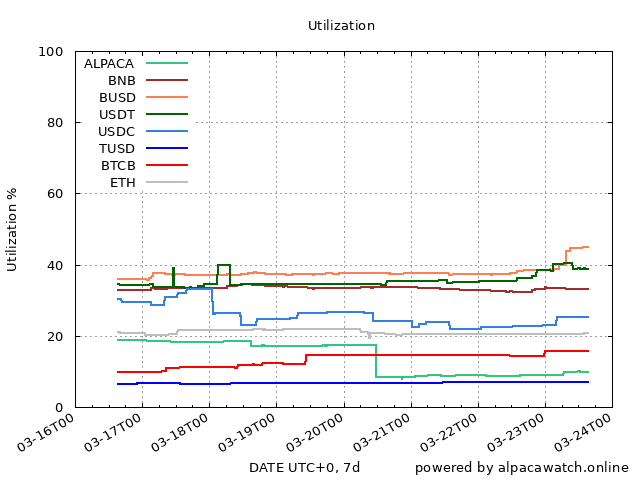 Utilization
100
80
60
40
20
0
Utilization %
ALPACA
BNB
BUSD
USDT
USDC
TUSD
BTCB
ETH
03-16T00 03-17T00 03-18T00 03-19T00 03-20T00 03-21T00 03-22T00 03-23T00 03-24T00
DATE UTC+0, 7d powered by alpacawatch.online